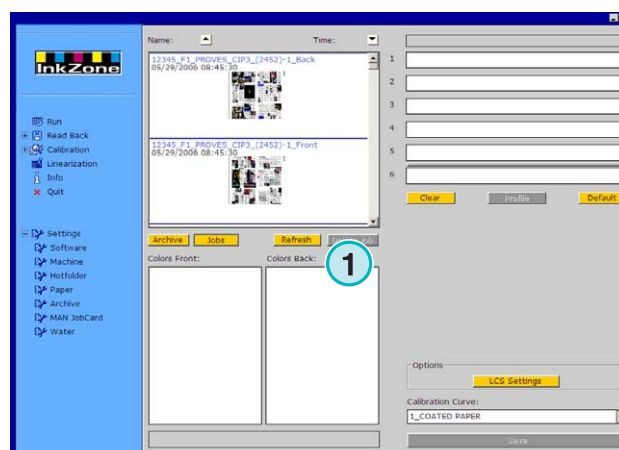 InkZone
Run
Read Back
Calibration
Linearization
Info
Quit
Settings
Software
Machine
Hotfolder
Paper
Archive
MAN JobCard
Water
Name:
Time:
12345_F1_PROVES_CIP3_(2452)-1_Back
05/29/2006 08:45:30
12345_F1_PROVES_CIP3_(2452)-1_Front
05/29/2006 08:45:30
Archive
Jobs
Refresh
1
Colors Front:
Colors Back:
1
2
3
4
5
6
Clear
Profile
Default
Options
LCS Settings
Calibration Curve:
1_COATED PAPER
Save